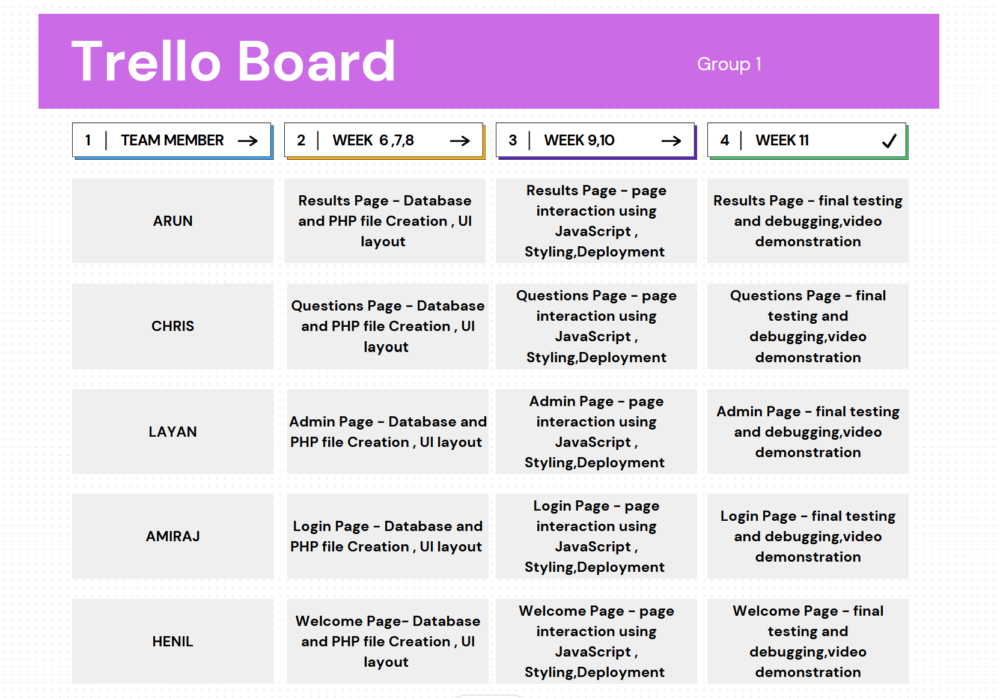 Trello Board
Group 1
1 | TEAM MEMBER →
2 | WEEK 6 ,7,8 →
3 | WEEK 9,10 →
4 | WEEK 11 ✓
ARUN
Results Page - Database
and PHP file Creation , UI
layout
Results Page - page
interaction using
JavaScript ,
Styling,Deployment
Results Page - final testing
and debugging,video
demonstration
CHRIS
Questions Page - Database
and PHP file Creation , UI
layout
Questions Page - page
interaction using
JavaScript ,
Styling,Deployment
Questions Page - final
testing and
debugging,video
demonstration
LAYAN
Admin Page - Database and
PHP file Creation , UI layout
Admin Page - page
interaction using
JavaScript ,
Styling,Deployment
Admin Page - final testing
and debugging,video
demonstration
AMIRAJ
Login Page - Database and
PHP file Creation , UI layout
Login Page - page
interaction using
JavaScript ,
Styling,Deployment
Login Page - final testing
and debugging,video
demonstration
HENIL
Welcome Page- Database
and PHP file Creation , UI
layout
Welcome Page - page
interaction using
JavaScript ,
Styling,Deployment
Welcome Page - final
testing and
debugging,video
demonstration